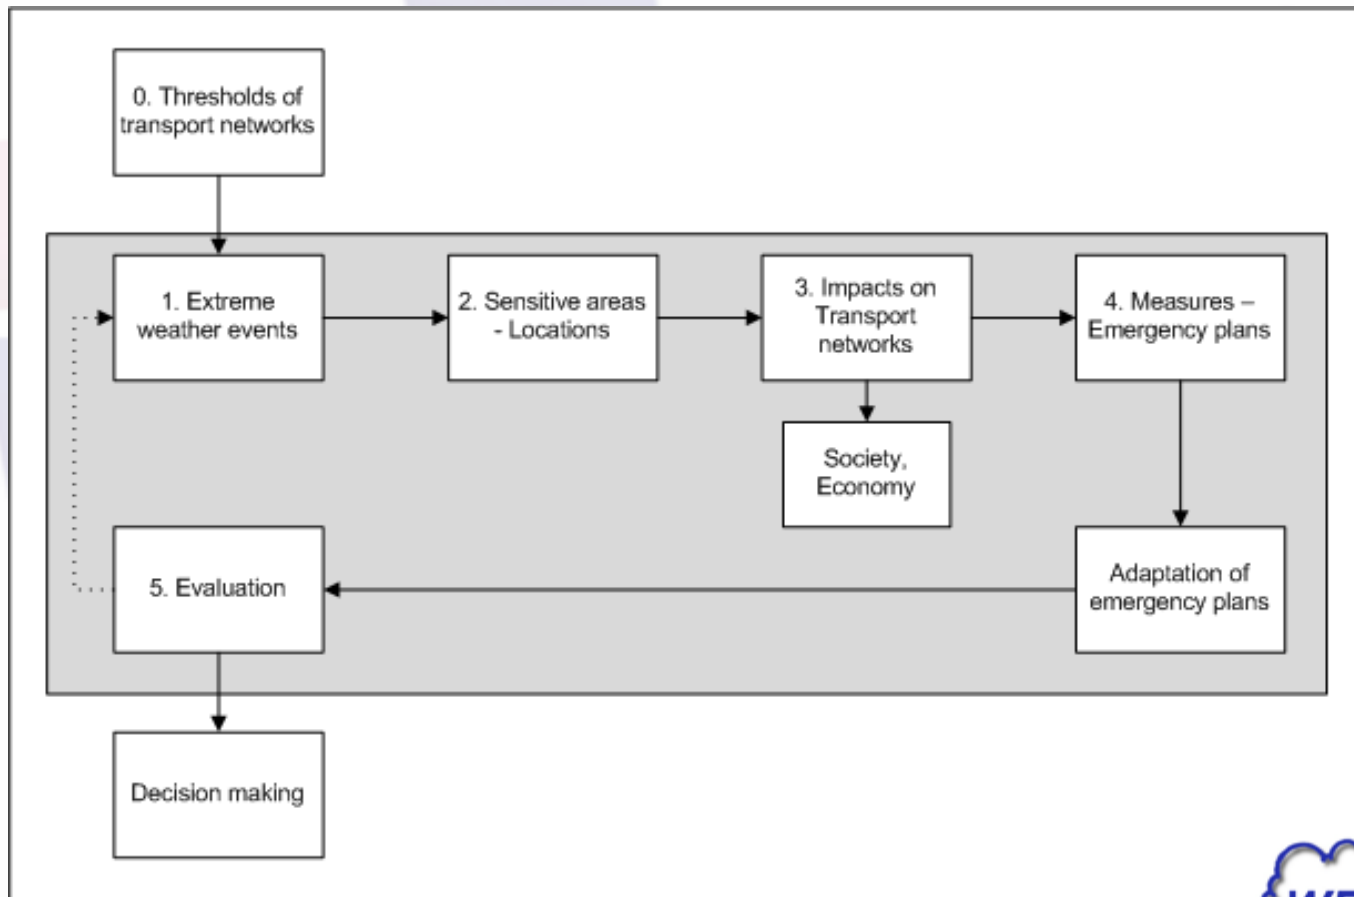 0. Thresholds of
transport networks
1. Extreme
weather events
2. Sensitive areas
- Locations
3. Impacts on
Transport
networks
4. Measures –
Emergency plans
Society,
Economy
5. Evaluation
Adaptation of
emergency plans
Decision making